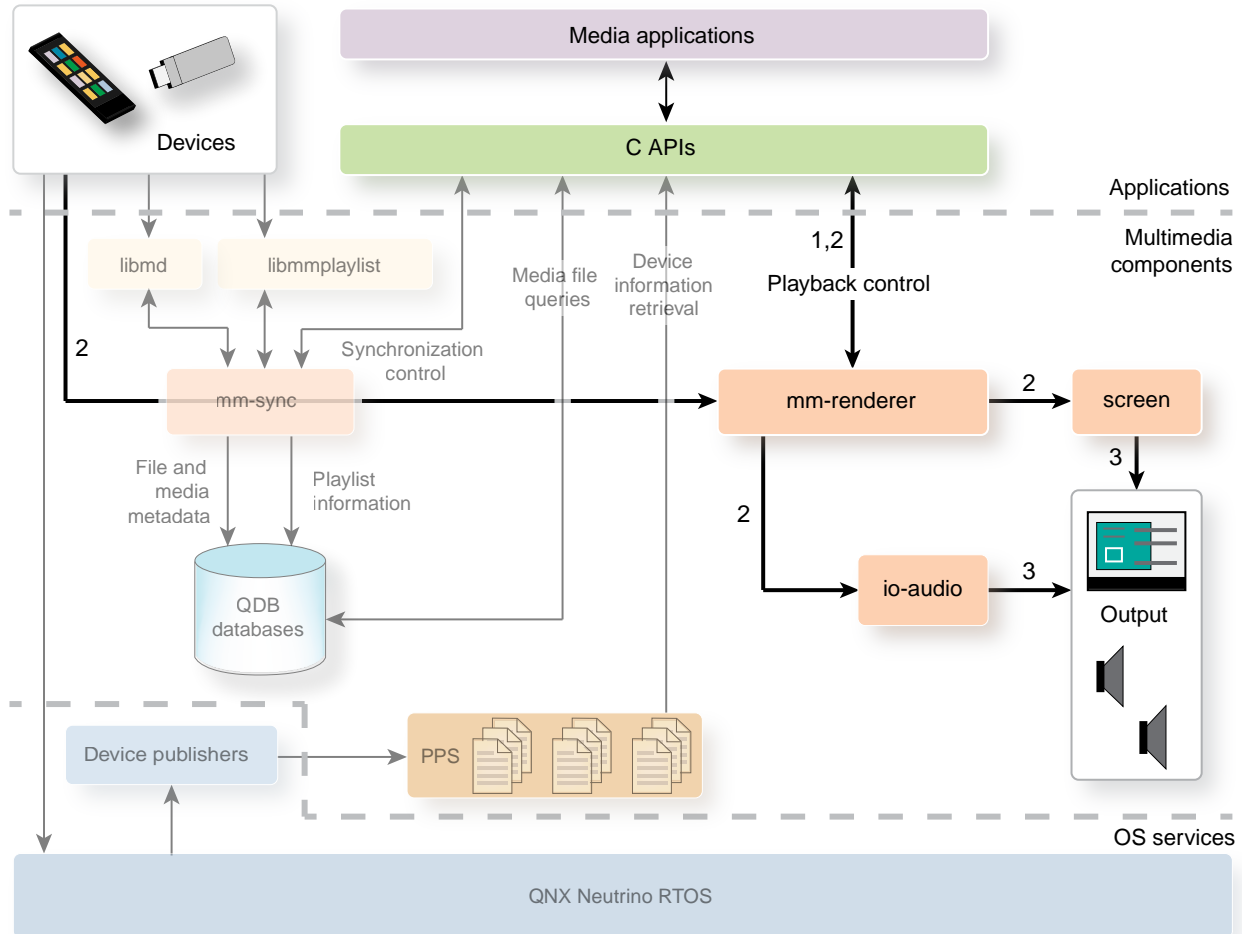 Media applications
Devices
C APIs
Applications
1,2
Multimedia
components
libmd
libmmplaylist
Media file
queries
Device
information
retrieval
Playback control
2
Synchronization
control
mm-sync
mm-renderer
2
screen
3
File and
media
metadata
Playlist
information
2
QDB
databases
io-audio
3
Output
Device publishers
PPS
OS services
QNX Neutrino RTOS